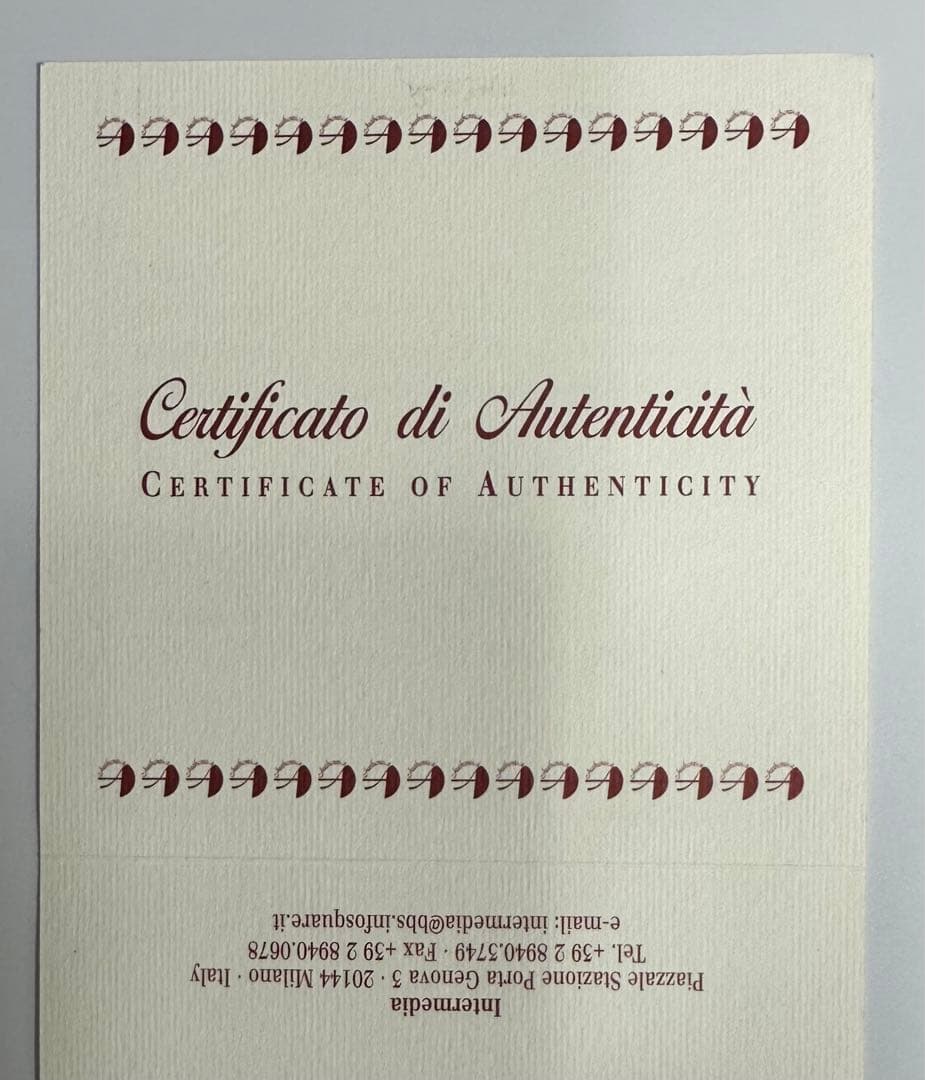 Certificato di Autenticità
CERTIFICATE OF AUTHENTICITY
Intermedia
Piazzale Stazione Porta Genova 3 · 20144 Milano · Italy
Tel. +39 2 8940.3749 · Fax +39 2 8940.0678
e-mail: intermedia@bbs.infosquare.it